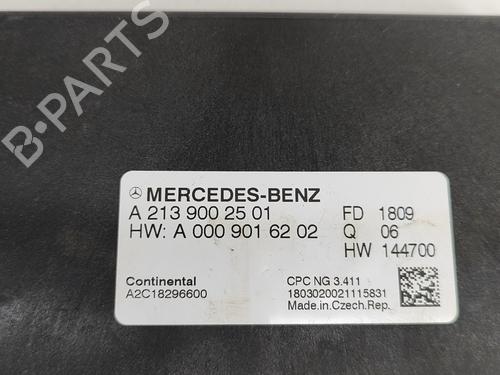 MERCEDES-BENZ
A 213 900 25 01 FD 1809
HW: A 000 901 62 02 Q 06
HW 144700
Continental CPC NG 3.411
A2C18296600 1803020021115831
Made.in.Czech.Rep.
B-PARTS